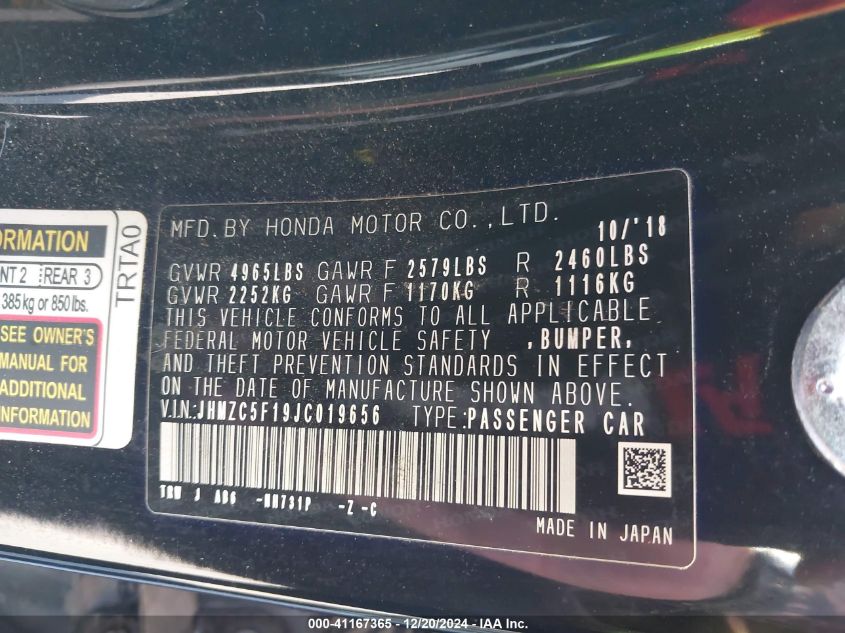 ORMATION
NT 2 REAR 3
385 kg or 850 lbs.
SEE OWNER'S
MANUAL FOR
ADDITIONAL
INFORMATION
TRTA0
MFD. BY HONDA MOTOR CO., LTD. 10/'18
GVWR 4965LBS GAWR F 2579LBS R 2460LBS
GVWR 2252KG GAWR F 1170KG R 1116KG
THIS VEHICLE CONFORMS TO ALL APPLICABLE
FEDERAL MOTOR VEHICLE SAFETY , BUMPER,
AND THEFT PREVENTION STANDARDS IN EFFECT
ON THE DATE OF MANUFACTURE SHOWN ABOVE.
V.I.N.:JHMZC5F19JC019656 TYPE:PASSENGER CAR
TRW J A96 -NH731P -Z -C
MADE IN JAPAN
000-41167365 - 12/20/2024 - IAA Inc.